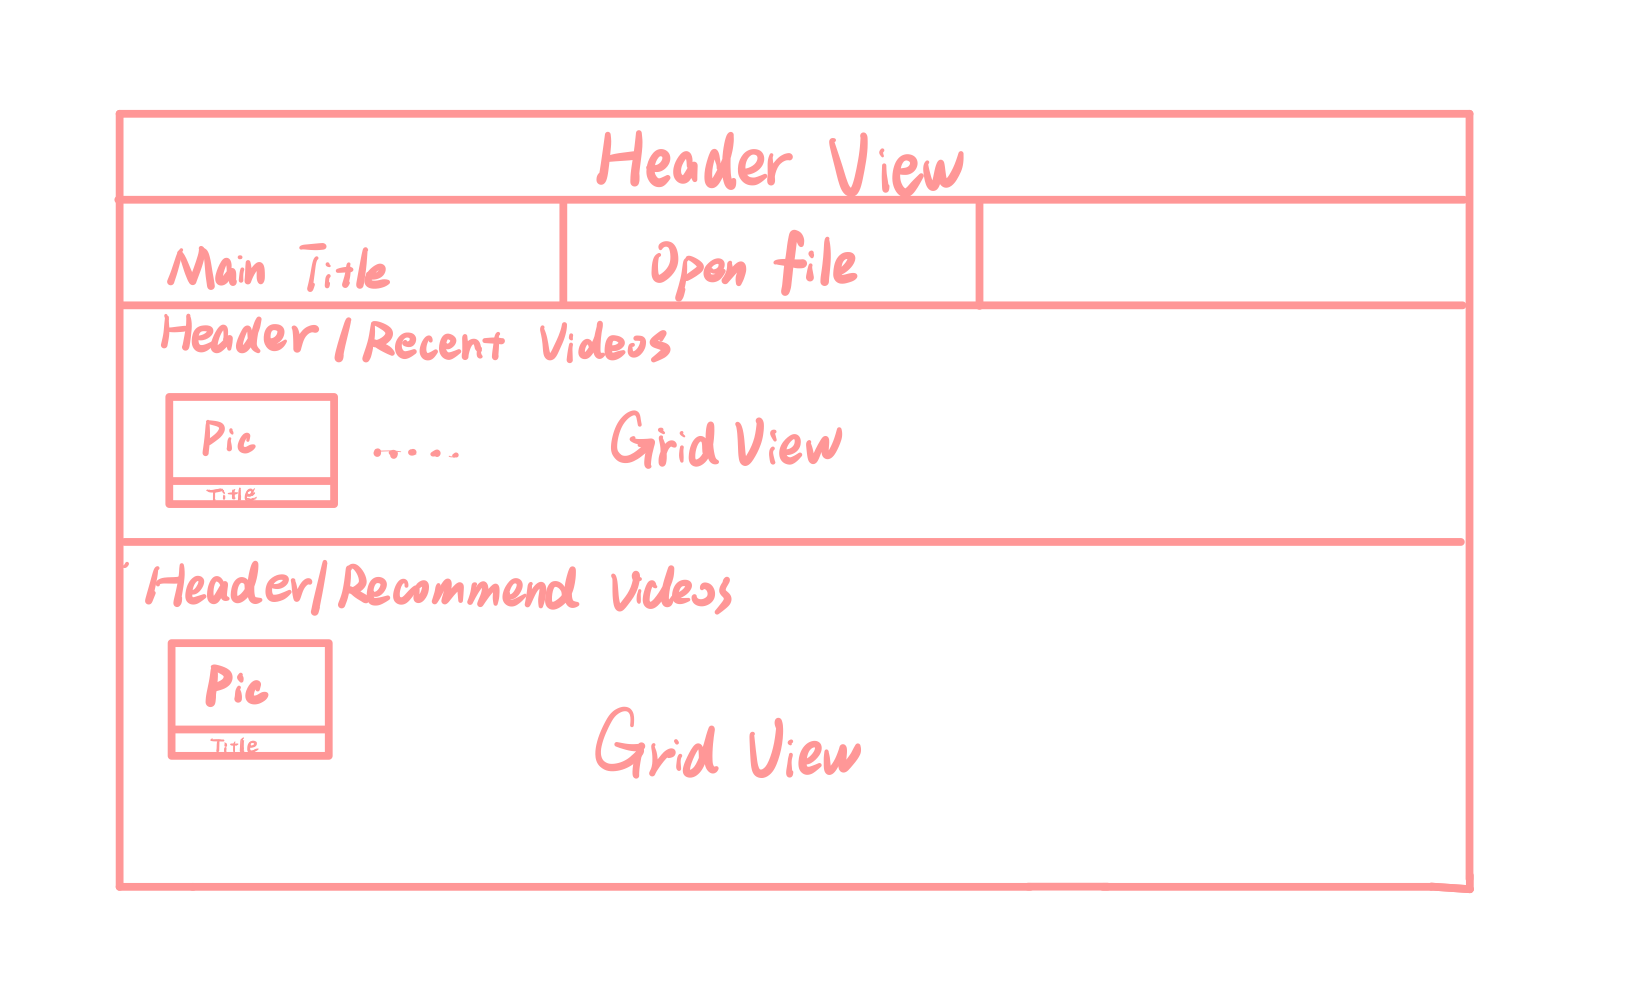 Header View
Main Title
Open file
Header/Recent Videos
Pic
Title
.....
Grid View
Header/Recommend Videos
Pic
Title
Grid View